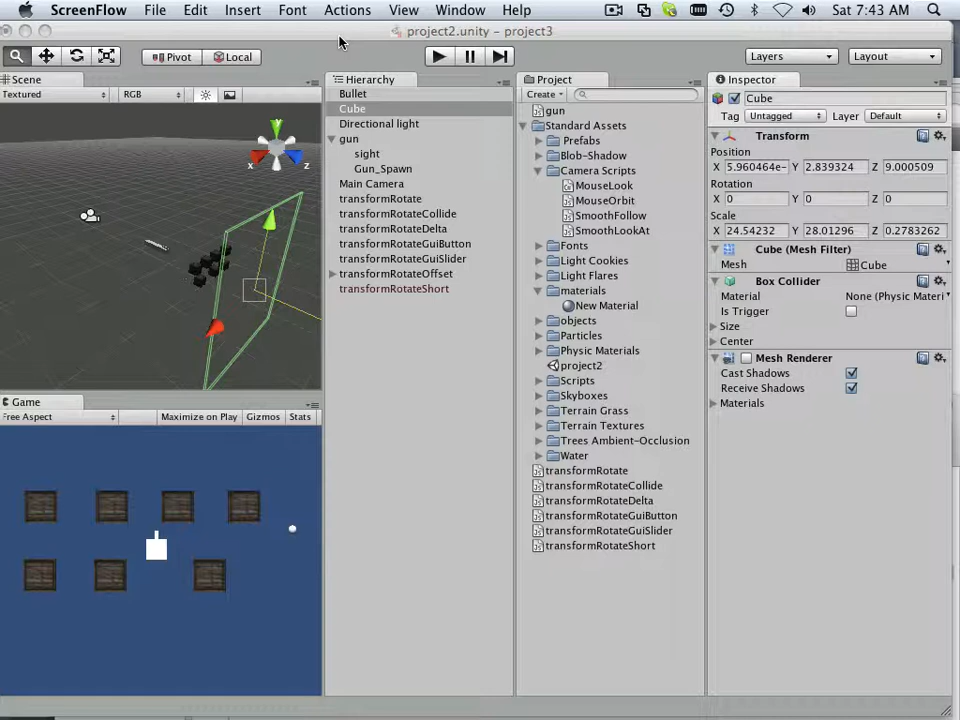 ScreenFlow File Edit Insert Font Actions View Window Help Sat 7:43 AM
project2.unity - project3
Pivot Local Layers Layout
Scene
Textured RGB
y
x z
Game
Free Aspect Maximize on Play Gizmos Stats
Hierarchy
Bullet
Cube
Directional light
gun
sight
Gun_Spawn
Main Camera
transformRotate
transformRotateCollide
transformRotateDelta
transformRotateGuiButton
transformRotateGuiSlider
transformRotateOffset
transformRotateShort
Project
Create
gun
Standard Assets
Prefabs
Blob-Shadow
Camera Scripts
MouseLook
MouseOrbit
SmoothFollow
SmoothLookAt
Fonts
Light Cookies
Light Flares
materials
New Material
objects
Particles
Physic Materials
project2
Scripts
Skyboxes
Terrain Grass
Terrain Textures
Trees Ambient-Occlusion
Water
transformRotate
transformRotateCollide
transformRotateDelta
transformRotateGuiButton
transformRotateGuiSlider
transformRotateShort
Inspector
Cube
Tag Untagged Layer Default
Transform
Position
X 5.960464e- Y 2.839324 Z 9.000509
Rotation
X 0 Y 0 Z 0
Scale
X 24.54232 Y 28.01296 Z 0.2783262
Cube (Mesh Filter)
Mesh Cube
Box Collider
Material None (Physic Materi
Is Trigger
Size
Center
Mesh Renderer
Cast Shadows
Receive Shadows
Materials